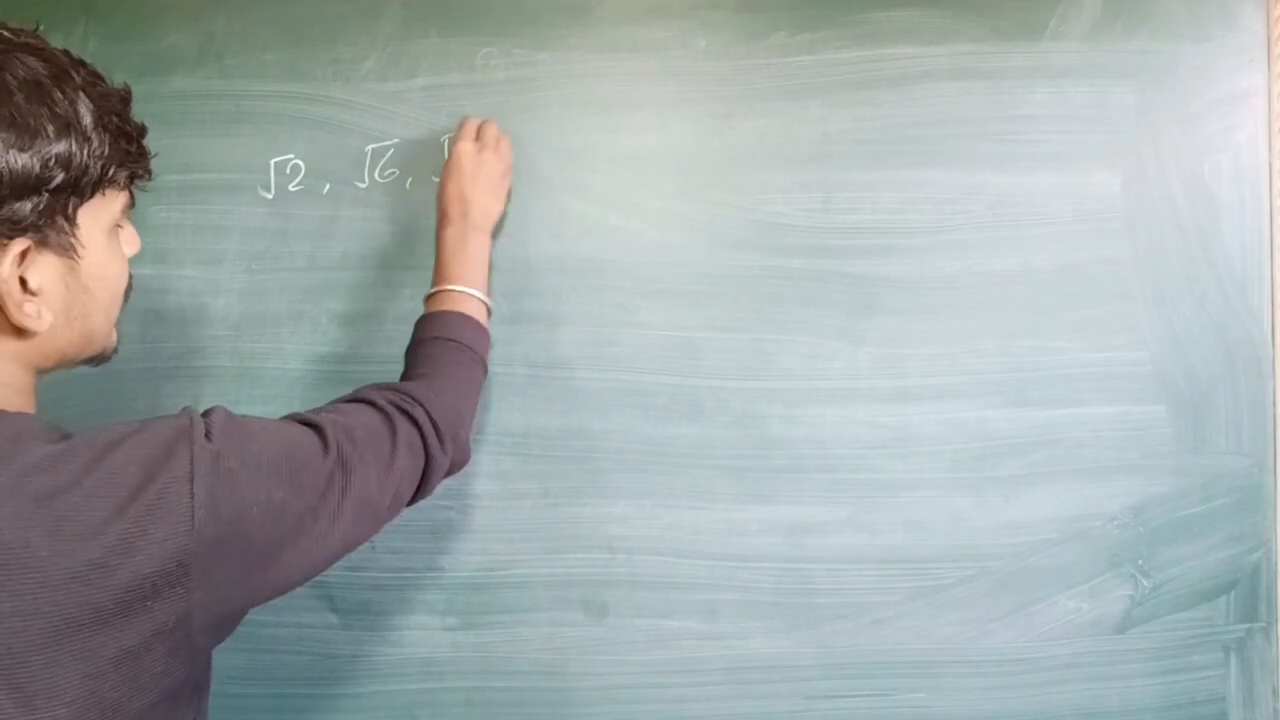 √2, √6, √